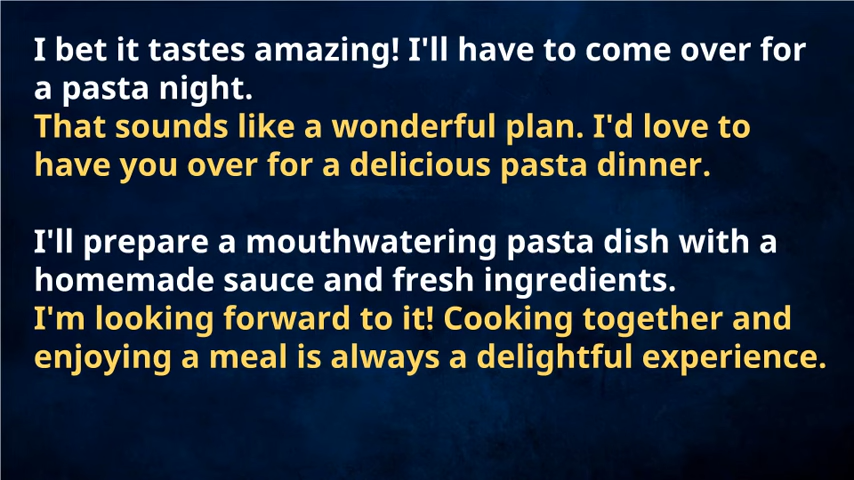 I bet it tastes amazing! I'll have to come over for
a pasta night.
That sounds like a wonderful plan. I'd love to
have you over for a delicious pasta dinner.
I'll prepare a mouthwatering pasta dish with a
homemade sauce and fresh ingredients.
I'm looking forward to it! Cooking together and
enjoying a meal is always a delightful experience.